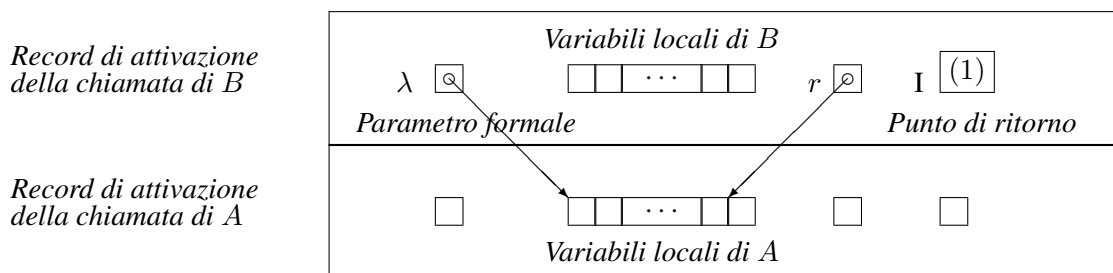 Record di attivazione
della chiamata di B
Variabili locali di B
λ
···
r
I (1)
Parametro formale
Punto di ritorno
Record di attivazione
della chiamata di A
···
Variabili locali di A